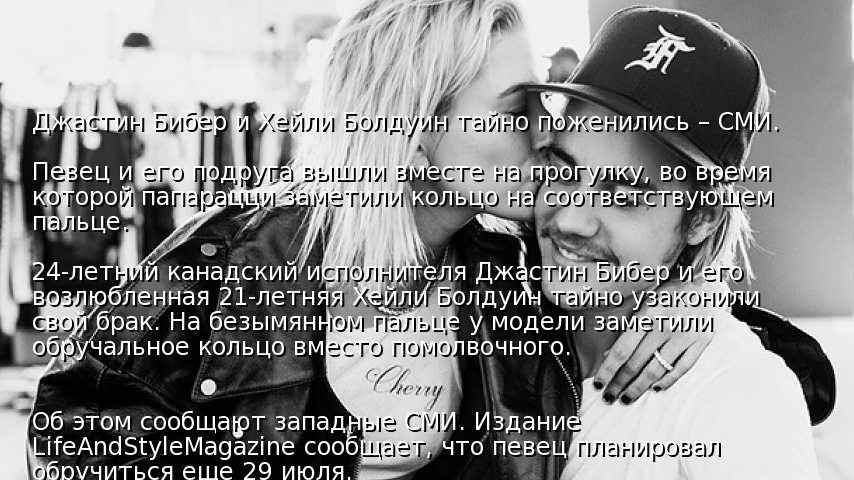 Джастин Бибер и Хейли Болдуин тайно поженились – СМИ.
Певец и его подруга вышли вместе на прогулку, во время
которой папарацци заметили кольцо на соответствующем
пальце.
24-летний канадский исполнителя Джастин Бибер и его
возлюбленная 21-летняя Хейли Болдуин тайно узаконили
свой брак. На безымянном пальце у модели заметили
обручальное кольцо вместо помолвочного.
Cherry
Об этом сообщают западные СМИ. Издание
LifeAndStyleMagazine сообщает, что певец планировал
обручиться еще 29 июля.